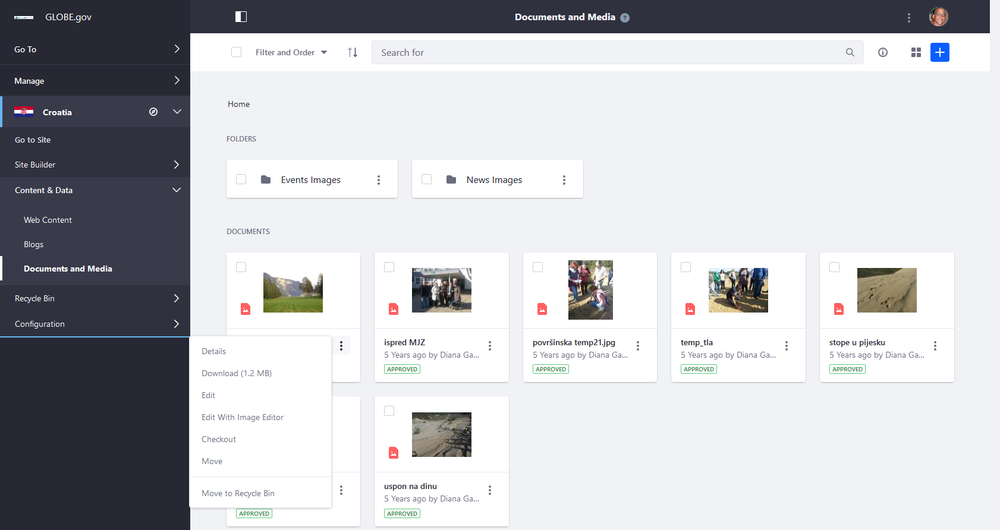 GLOBE.gov
Go To
Manage
Croatia
Go to Site
Site Builder
Content & Data
Web Content
Blogs
Documents and Media
Recycle Bin
Configuration
Documents and Media ?
Filter and Order
Search for
Home
FOLDERS
Events Images
News Images
DOCUMENTS
ispred MJZ
5 Years ago by Diana Ga...
APPROVED
površinska temp21.jpg
5 Years ago by Diana Ga...
APPROVED
temp_tla
5 Years ago by Diana Ga...
APPROVED
stope u pijesku
5 Years ago by Diana Ga...
APPROVED
Details
Download (1.2 MB)
Edit
Edit With Image Editor
Checkout
Move
Move to Recycle Bin
APPROVED
uspon na dinu
5 Years ago by Diana Ga...
APPROVED